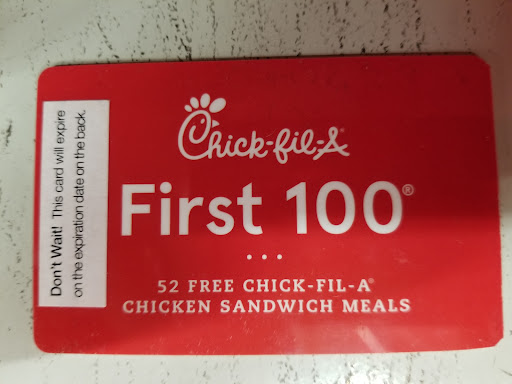 Chick-fil-A®
First 100®
...
52 FREE CHICK-FIL-A®
CHICKEN SANDWICH MEALS
Don't Wait! This card will expire
on the expiration date on the back.